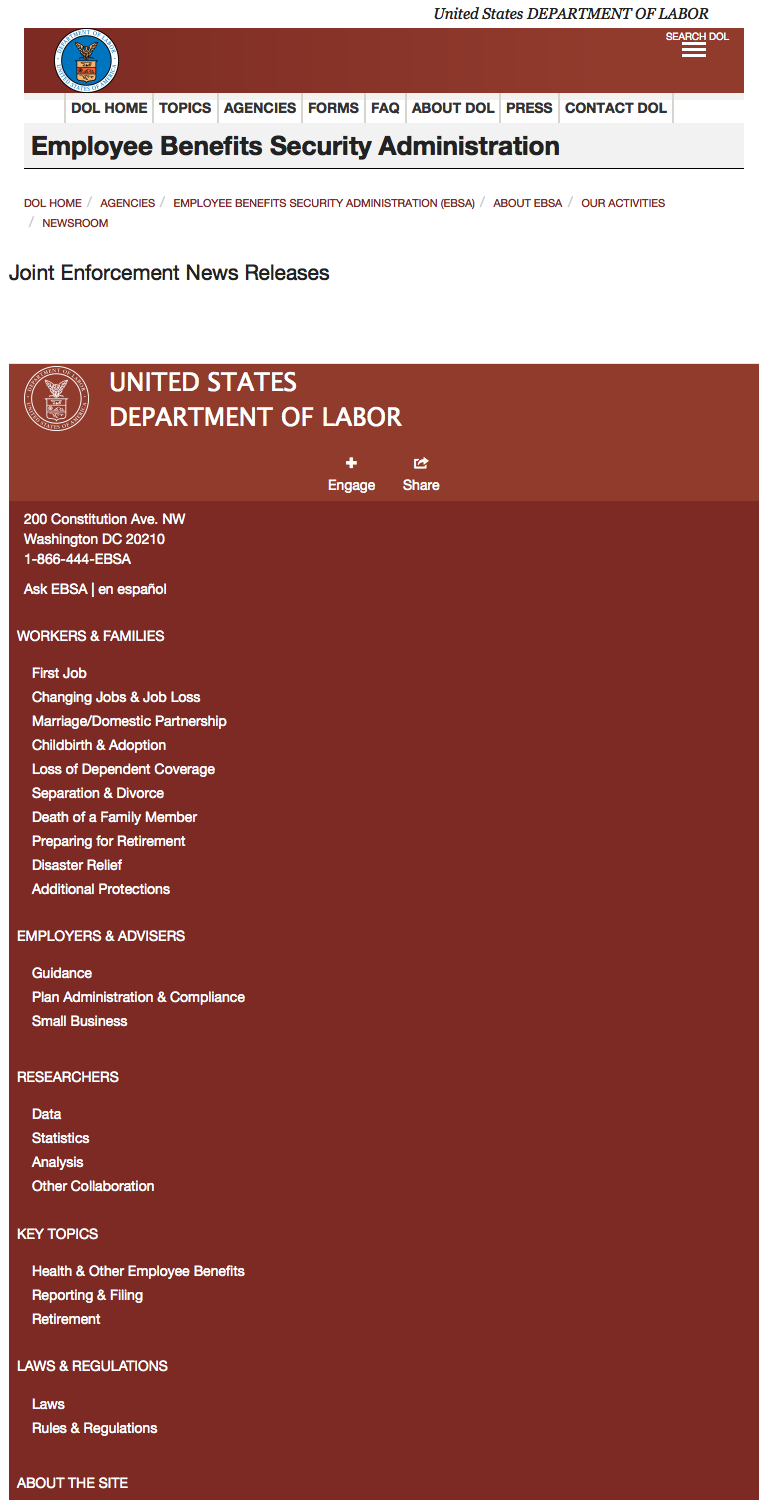 United States DEPARTMENT OF LABOR
SEARCH DOL
DOL HOME TOPICS AGENCIES FORMS FAQ ABOUT DOL PRESS CONTACT DOL
Employee Benefits Security Administration
DOL HOME / AGENCIES / EMPLOYEE BENEFITS SECURITY ADMINISTRATION (EBSA) / ABOUT EBSA / OUR ACTIVITIES
/ NEWSROOM
Joint Enforcement News Releases
UNITED STATES
DEPARTMENT OF LABOR
Engage Share
200 Constitution Ave. NW
Washington DC 20210
1-866-444-EBSA
Ask EBSA | en español
WORKERS & FAMILIES
First Job
Changing Jobs & Job Loss
Marriage/Domestic Partnership
Childbirth & Adoption
Loss of Dependent Coverage
Separation & Divorce
Death of a Family Member
Preparing for Retirement
Disaster Relief
Additional Protections
EMPLOYERS & ADVISERS
Guidance
Plan Administration & Compliance
Small Business
RESEARCHERS
Data
Statistics
Analysis
Other Collaboration
KEY TOPICS
Health & Other Employee Benefits
Reporting & Filing
Retirement
LAWS & REGULATIONS
Laws
Rules & Regulations
ABOUT THE SITE